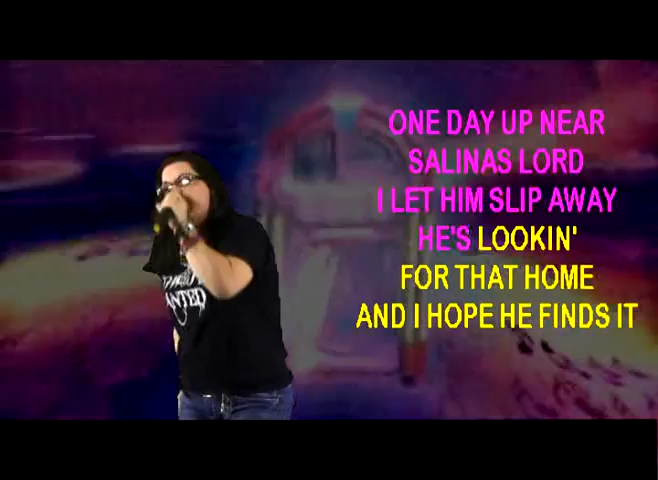 ONE DAY UP NEAR
SALINAS LORD
I LET HIM SLIP AWAY
HE'S LOOKIN'
FOR THAT HOME
AND I HOPE HE FINDS IT
ANTED